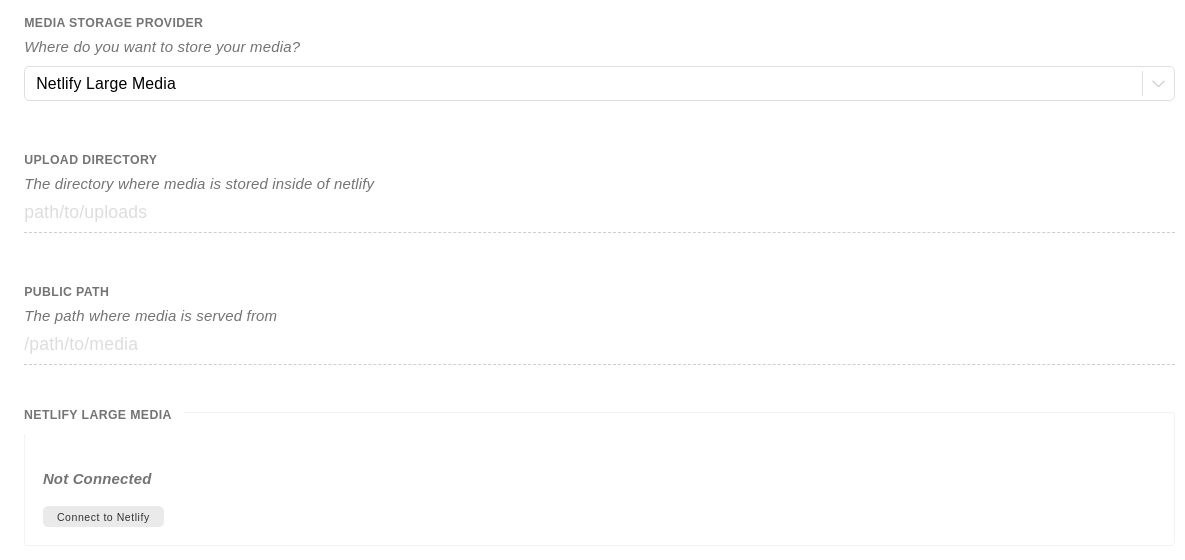 MEDIA STORAGE PROVIDER
Where do you want to store your media?
Netlify Large Media
UPLOAD DIRECTORY
The directory where media is stored inside of netlify
path/to/uploads
PUBLIC PATH
The path where media is served from
/path/to/media
NETLIFY LARGE MEDIA
Not Connected
Connect to Netlify